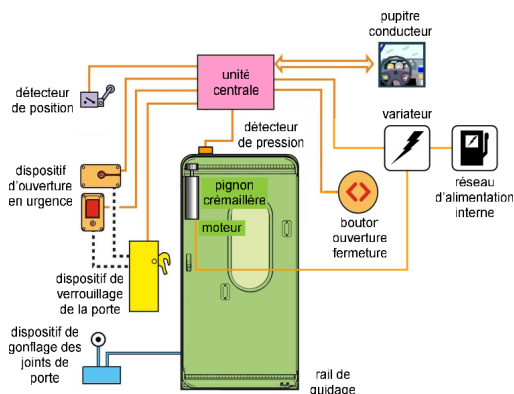 pupitre
conducteur
unité
centrale
détecteur
de position
détecteur
de pression
variateur
dispositif
d'ouverture
en urgence
pignon
crémaillère
moteur
réseau
d'alimentation
interne
boutor
ouverture
fermeture
dispositif de
verrouillage
de la porte
dispositif de
gonflage des
joints de
porte
rail de
guidage